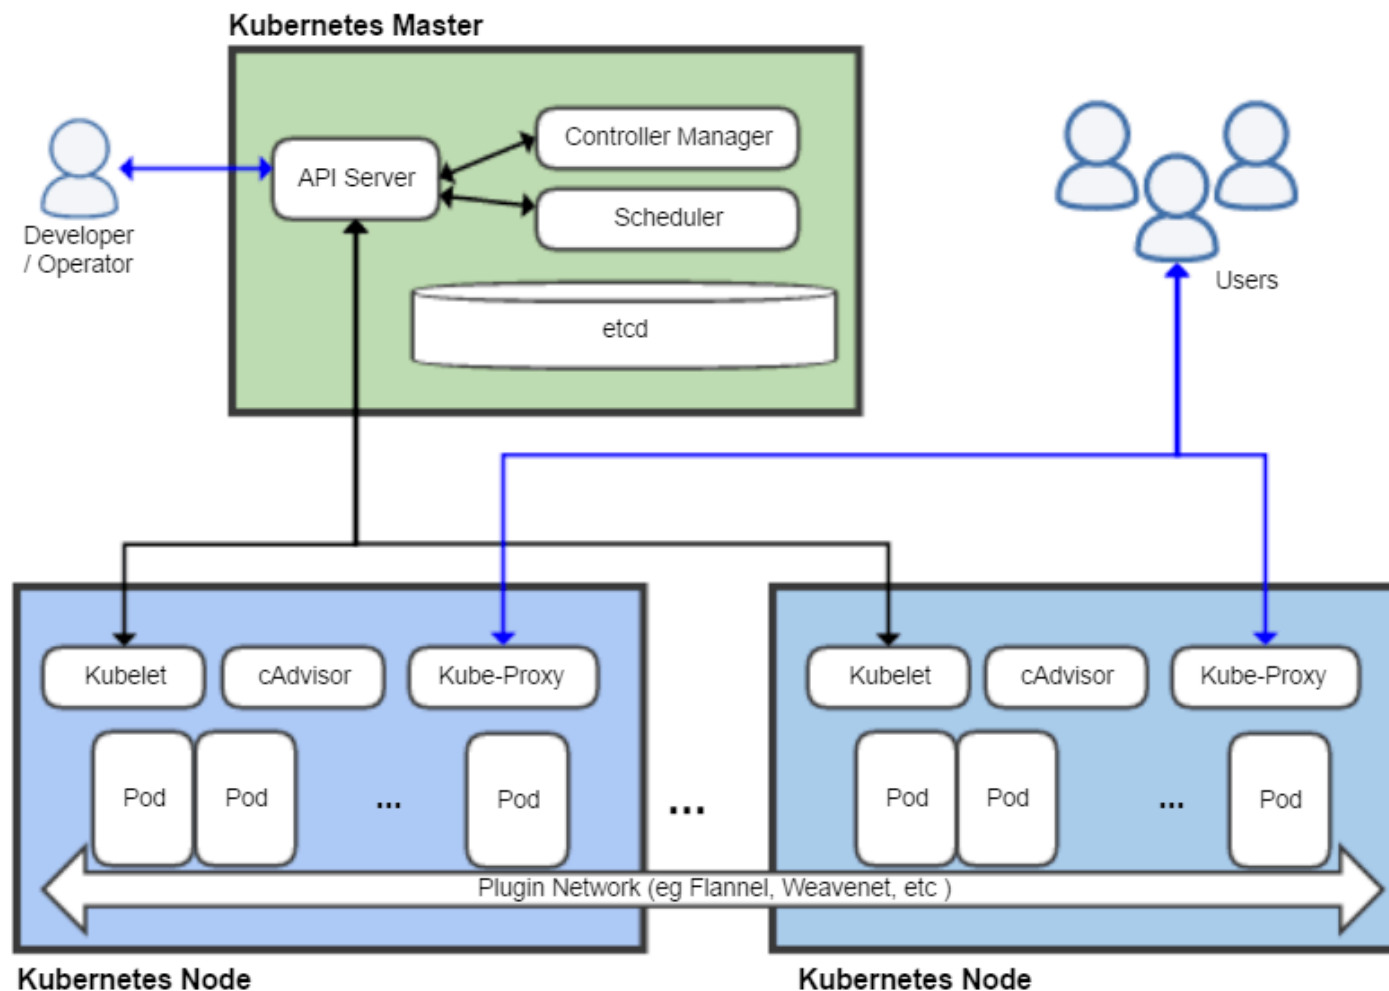 Kubernetes Master
Controller Manager
API Server
Scheduler
Developer
/ Operator
Users
etcd
Kubelet
cAdvisor
Kube-Proxy
Kubelet
cAdvisor
Kube-Proxy
Pod
Pod
...
Pod
...
Pod
Pod
...
Pod
Plugin Network (eg Flannel, Weavenet, etc )
Kubernetes Node
Kubernetes Node